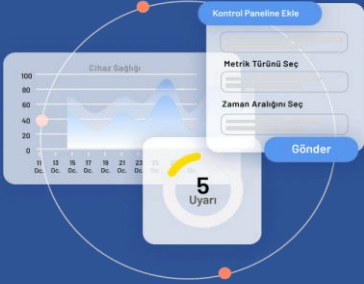 Kontrol Paneline Ekle
Metrik Türünü Seç
Zaman Aralığını Seç
Gönder
Cihaz Sağlığı
100
80
60
40
20
0
11 13 15 17 19 21 23
Oc. Oc. Oc. Oc. Oc. Oc. Oc.
5
Uyarı